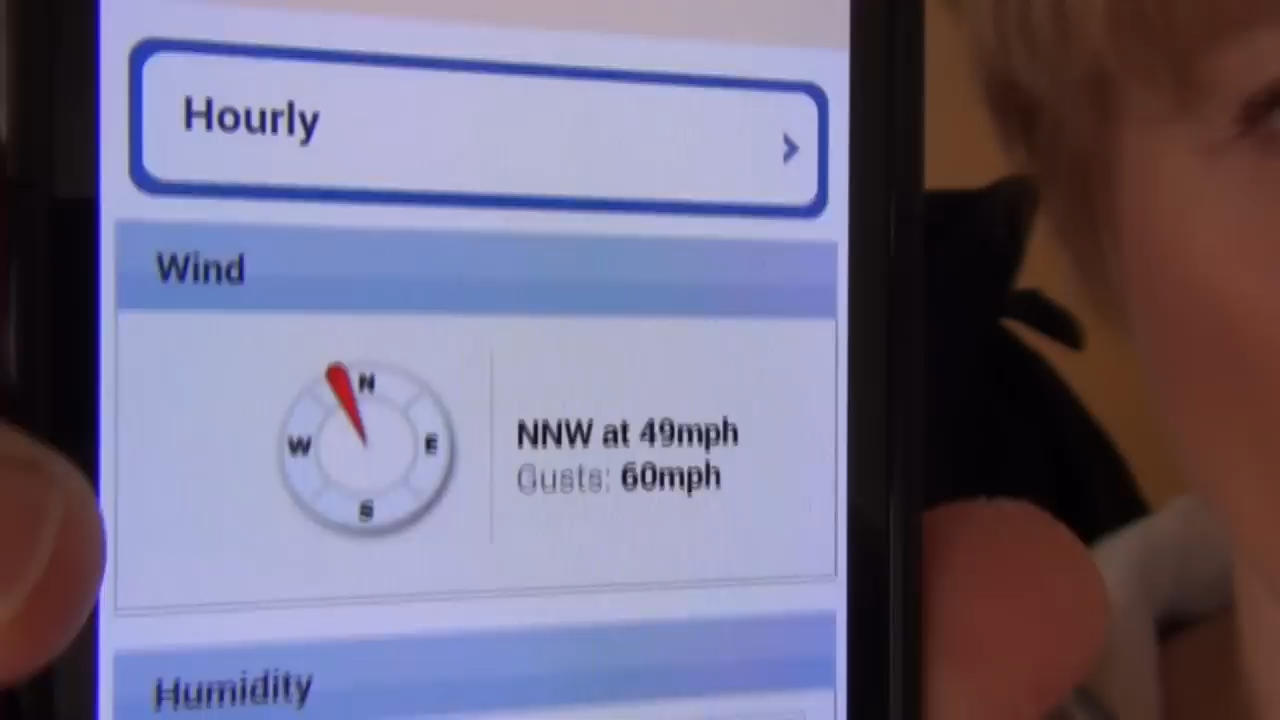 Hourly
Wind
N
W
E
S
NNW at 49mph
Gusts: 60mph
Humidity